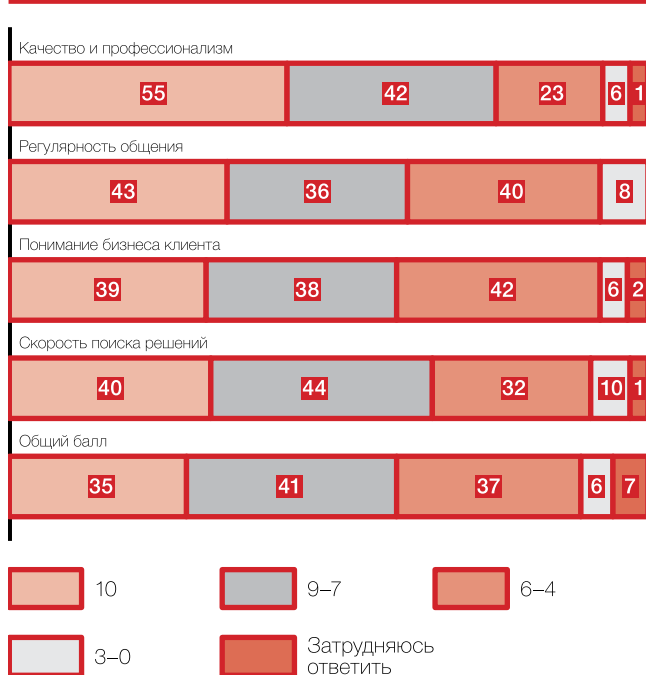 Качество и профессионализм
55 42 23 6 1
Регулярность общения
43 36 40 8
Понимание бизнеса клиента
39 38 42 6 2
Скорость поиска решений
40 44 32 10 1
Общий балл
35 41 37 6 7
10 9–7 6–4
3–0 Затрудняюсь
ответить